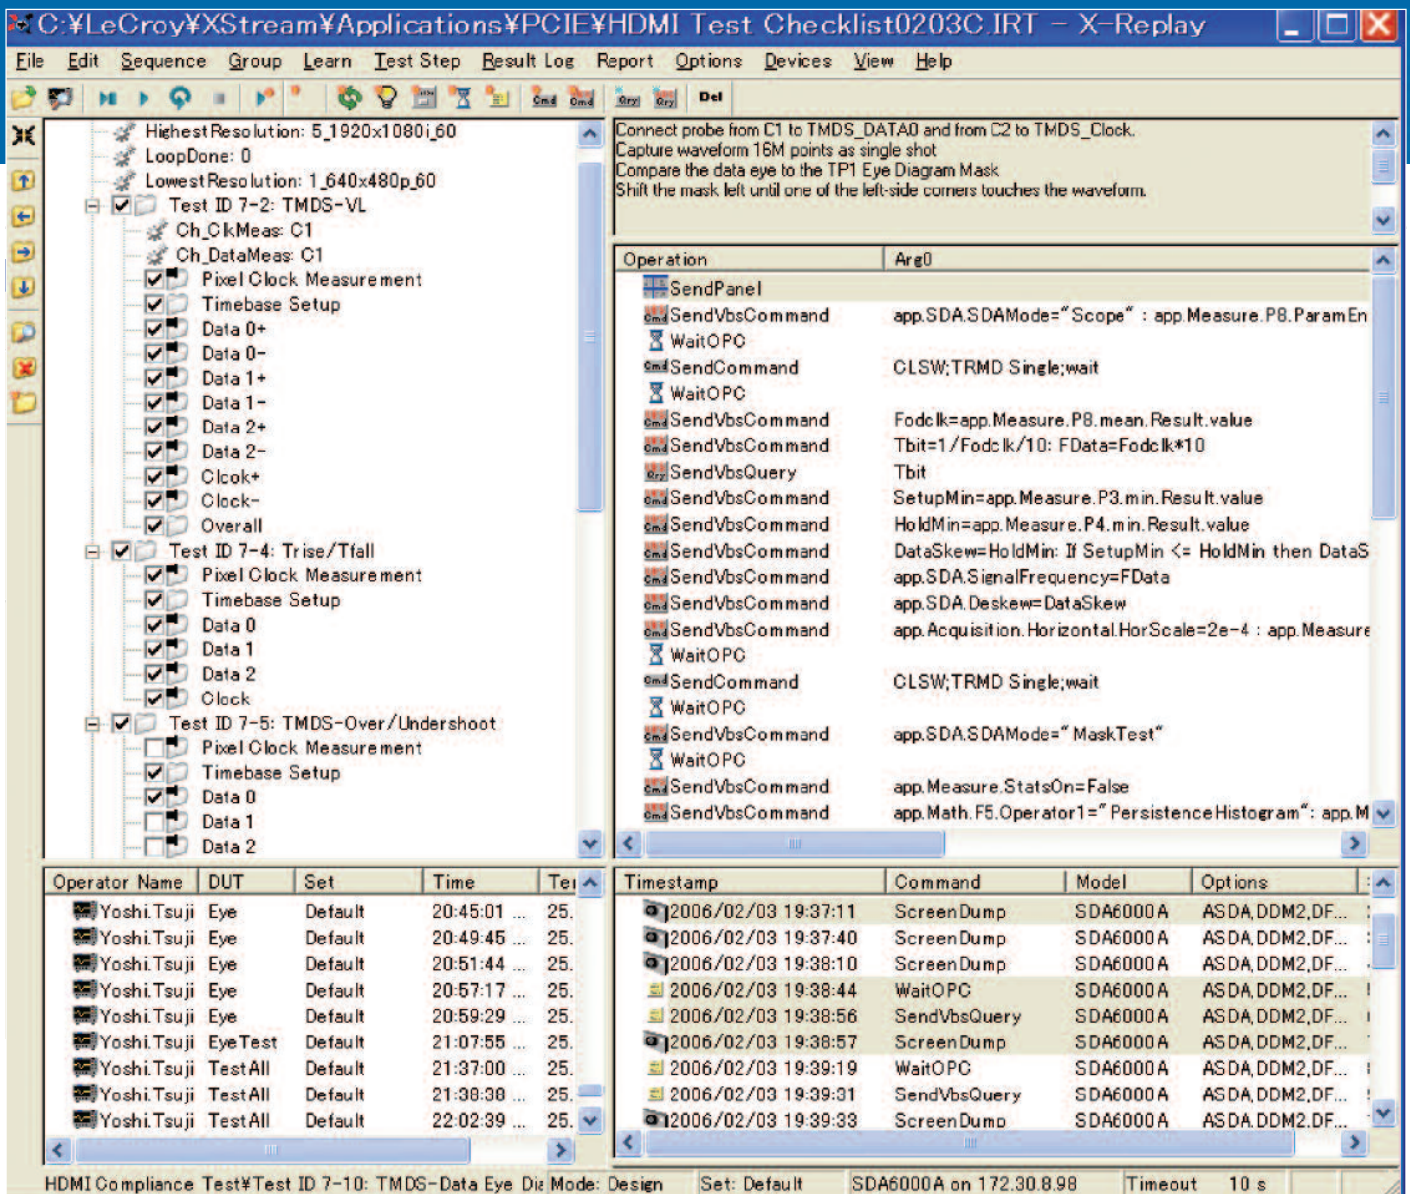 C:¥LeCroy¥XStream¥Applications¥PCIE¥HDMI Test Checklist0203C.IRT - X-Replay
File Edit Sequence Group Learn Test Step Result Log Report Options Devices View Help
Cmd Cmd Qry Qry Del
HighestResolution: 5_1920x1080i_60
LoopDone: 0
LowestResolution: 1_640x480p_60
Test ID 7-2: TMDS-VL
Ch_ClkMeas: C1
Ch_DataMeas: C1
Pixel Clock Measurement
Timebase Setup
Data 0+
Data 0-
Data 1+
Data 1-
Data 2+
Data 2-
Clcok+
Clock-
Overall
Test ID 7-4: Trise/Tfall
Pixel Clock Measurement
Timebase Setup
Data 0
Data 1
Data 2
Clock
Test ID 7-5: TMDS-Over/Undershoot
Pixel Clock Measurement
Timebase Setup
Data 0
Data 1
Data 2
Connect probe from C1 to TMDS_DATA0 and from C2 to TMDS_Clock.
Capture waveform 16M points as single shot
Compare the data eye to the TP1 Eye Diagram Mask
Shift the mask left until one of the left-side corners touches the waveform.
Operation Arg0
SendPanel
Cmd SendVbsCommand app.SDA.SDAMode="Scope" : app.Measure.P8.ParamEn
WaitOPC
Cmd SendCommand CLSW;TRMD Single;wait
WaitOPC
Cmd SendVbsCommand Fodclk=app.Measure.P8.mean.Result.value
Cmd SendVbsCommand Tbit=1/Fodclk/10: FData=Fodclk*10
Qry SendVbsQuery Tbit
Cmd SendVbsCommand SetupMin=app.Measure.P3.min.Result.value
Cmd SendVbsCommand HoldMin=app.Measure.P4.min.Result.value
Cmd SendVbsCommand DataSkew=HoldMin: If SetupMin <= HoldMin then DataS
Cmd SendVbsCommand app.SDA.SignalFrequency=FData
Cmd SendVbsCommand app.SDA.Deskew=DataSkew
Cmd SendVbsCommand app.Acquisition.Horizontal.HorScale=2e-4 : app.Measure
WaitOPC
Cmd SendCommand CLSW;TRMD Single;wait
WaitOPC
Cmd SendVbsCommand app.SDA.SDAMode="MaskTest"
WaitOPC
Cmd SendVbsCommand app.Measure.StatsOn=False
Cmd SendVbsCommand app.Math.F5.Operator1="PersistenceHistogram": app.M
Operator Name DUT Set Time Te
Yoshi.Tsuji Eye Default 20:45:01 ... 25.
Yoshi.Tsuji Eye Default 20:49:45 ... 25.
Yoshi.Tsuji Eye Default 20:51:44 ... 25.
Yoshi.Tsuji Eye Default 20:57:17 ... 25.
Yoshi.Tsuji Eye Default 20:59:29 ... 25.
Yoshi.Tsuji EyeTest Default 21:07:55 ... 25.
Yoshi.Tsuji TestAll Default 21:37:00 ... 25.
Yoshi.Tsuji TestAll Default 21:38:38 ... 25.
Yoshi.Tsuji TestAll Default 22:02:39 ... 25.
Timestamp Command Model Options
2006/02/03 19:37:11 ScreenDump SDA6000A ASDA,DDM2,DF...
2006/02/03 19:37:40 ScreenDump SDA6000A ASDA,DDM2,DF...
2006/02/03 19:38:10 ScreenDump SDA6000A ASDA,DDM2,DF...
2006/02/03 19:38:44 WaitOPC SDA6000A ASDA,DDM2,DF...
2006/02/03 19:38:56 SendVbsQuery SDA6000A ASDA,DDM2,DF...
2006/02/03 19:38:57 ScreenDump SDA6000A ASDA,DDM2,DF...
2006/02/03 19:39:19 WaitOPC SDA6000A ASDA,DDM2,DF...
2006/02/03 19:39:31 SendVbsQuery SDA6000A ASDA,DDM2,DF...
2006/02/03 19:39:33 ScreenDump SDA6000A ASDA,DDM2,DF...
HDMI Compliance Test¥Test ID 7-10: TMDS-Data Eye Dia Mode: Design Set: Default SDA6000A on 172.30.8.98 Timeout 10 s